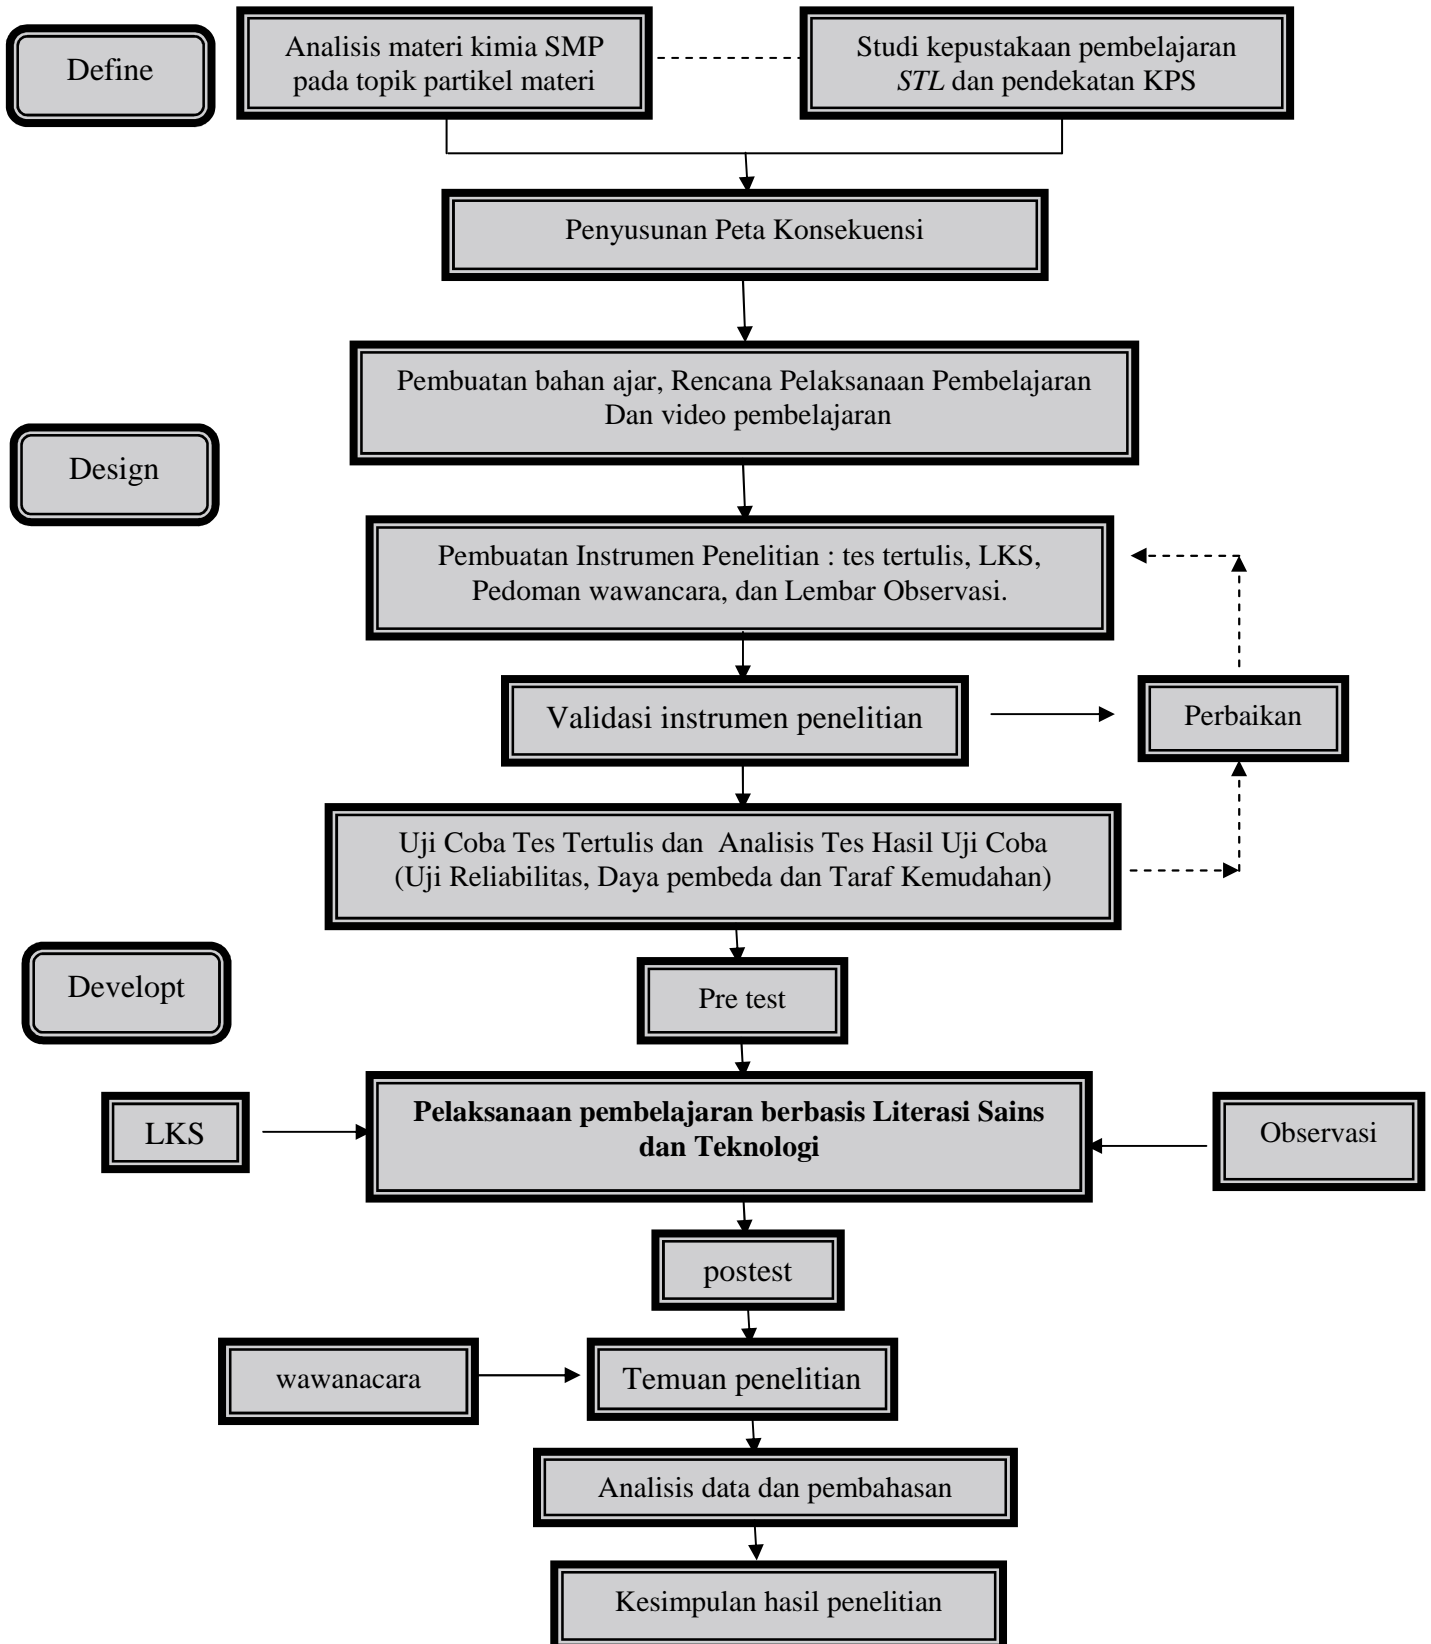 Define
Analisis materi kimia SMP
pada topik partikel materi
Studi kepustakaan pembelajaran
STL dan pendekatan KPS
Penyusunan Peta Konsekuensi
Pembuatan bahan ajar, Rencana Pelaksanaan Pembelajaran
Dan video pembelajaran
Design
Pembuatan Instrumen Penelitian : tes tertulis, LKS,
Pedoman wawancara, dan Lembar Observasi.
Validasi instrumen penelitian
Perbaikan
Uji Coba Tes Tertulis dan Analisis Tes Hasil Uji Coba
(Uji Reliabilitas, Daya pembeda dan Taraf Kemudahan)
Developt
Pre test
LKS
Pelaksanaan pembelajaran berbasis Literasi Sains
dan Teknologi
Observasi
postest
wawanacara
Temuan penelitian
Analisis data dan pembahasan
Kesimpulan hasil penelitian